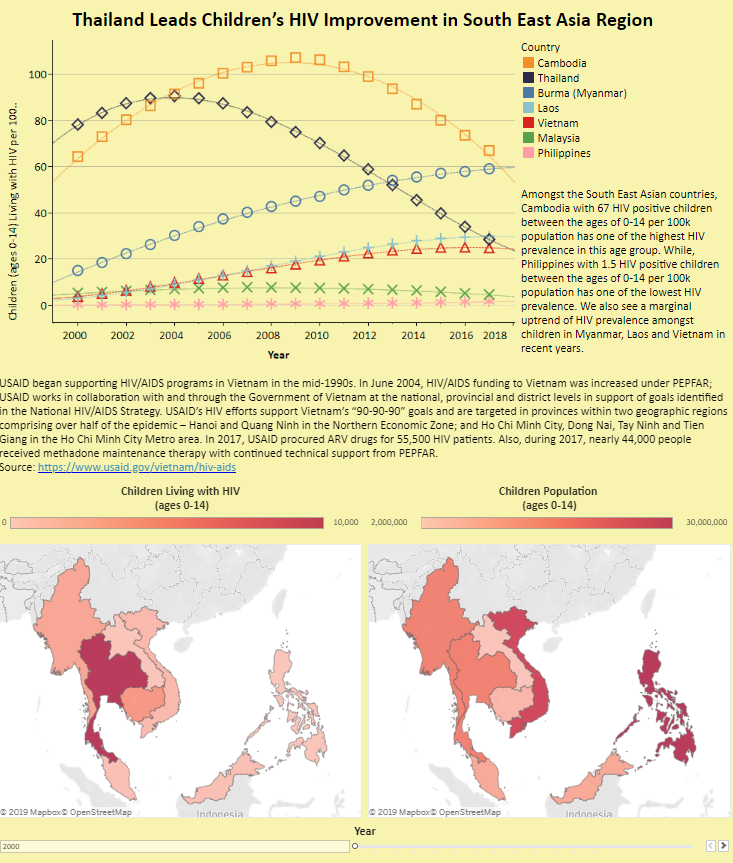 Thailand Leads Children's HIV Improvement in South East Asia Region
Children (ages 0-14) Living with HIV per 100..
100
80
60
40
20
0
2000
2002
2004
2006
2008
2010
2012
2014
2016
2018
Year
Country
Cambodia
Thailand
Burma (Myanmar)
Laos
Vietnam
Malaysia
Philippines
Amongst the South East Asian countries,
Cambodia with 67 HIV positive children
between the ages of 0-14 per 100k
population has one of the highest HIV
prevalence in this age group. While,
Philippines with 1.5 HIV positive children
between the ages of 0-14 per 100k
population has one of the lowest HIV
prevalence. We also see a marginal
uptrend of HIV prevalence amongst
children in Myanmar, Laos and Vietnam in
recent years.
USAID began supporting HIV/AIDS programs in Vietnam in the mid-1990s. In June 2004, HIV/AIDS funding to Vietnam was increased under PEPFAR;
USAID works in collaboration with and through the Government of Vietnam at the national, provincial and district levels in support of goals identified
in the National HIV/AIDS Strategy. USAID's HIV efforts support Vietnam's "90-90-90" goals and are targeted in provinces within two geographic regions
comprising over half of the epidemic – Hanoi and Quang Ninh in the Northern Economic Zone; and Ho Chi Minh City, Dong Nai, Tay Ninh and Tien
Giang in the Ho Chi Minh City Metro area. In 2017, USAID procured ARV drugs for 55,500 HIV patients. Also, during 2017, nearly 44,000 people
received methadone maintenance therapy with continued technical support from PEPFAR.
Source: https://www.usaid.gov/vietnam/hiv-aids
Children Living with HIV
(ages 0-14)
0
10,000
Children Population
(ages 0-14)
2,000,000
30,000,000
Indonesia
© 2019 Mapbox© OpenStreetMap
Indonesia
© 2019 Mapbox© OpenStreetMap
Year
2000